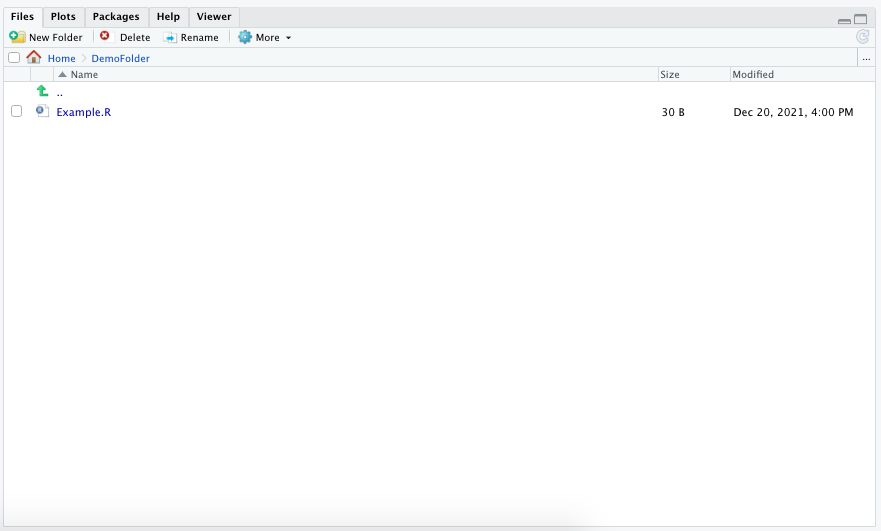 Files Plots Packages Help Viewer
New Folder Delete Rename More
Home DemoFolder ...
Name Size Modified
..
Example.R 30 B Dec 20, 2021, 4:00 PM